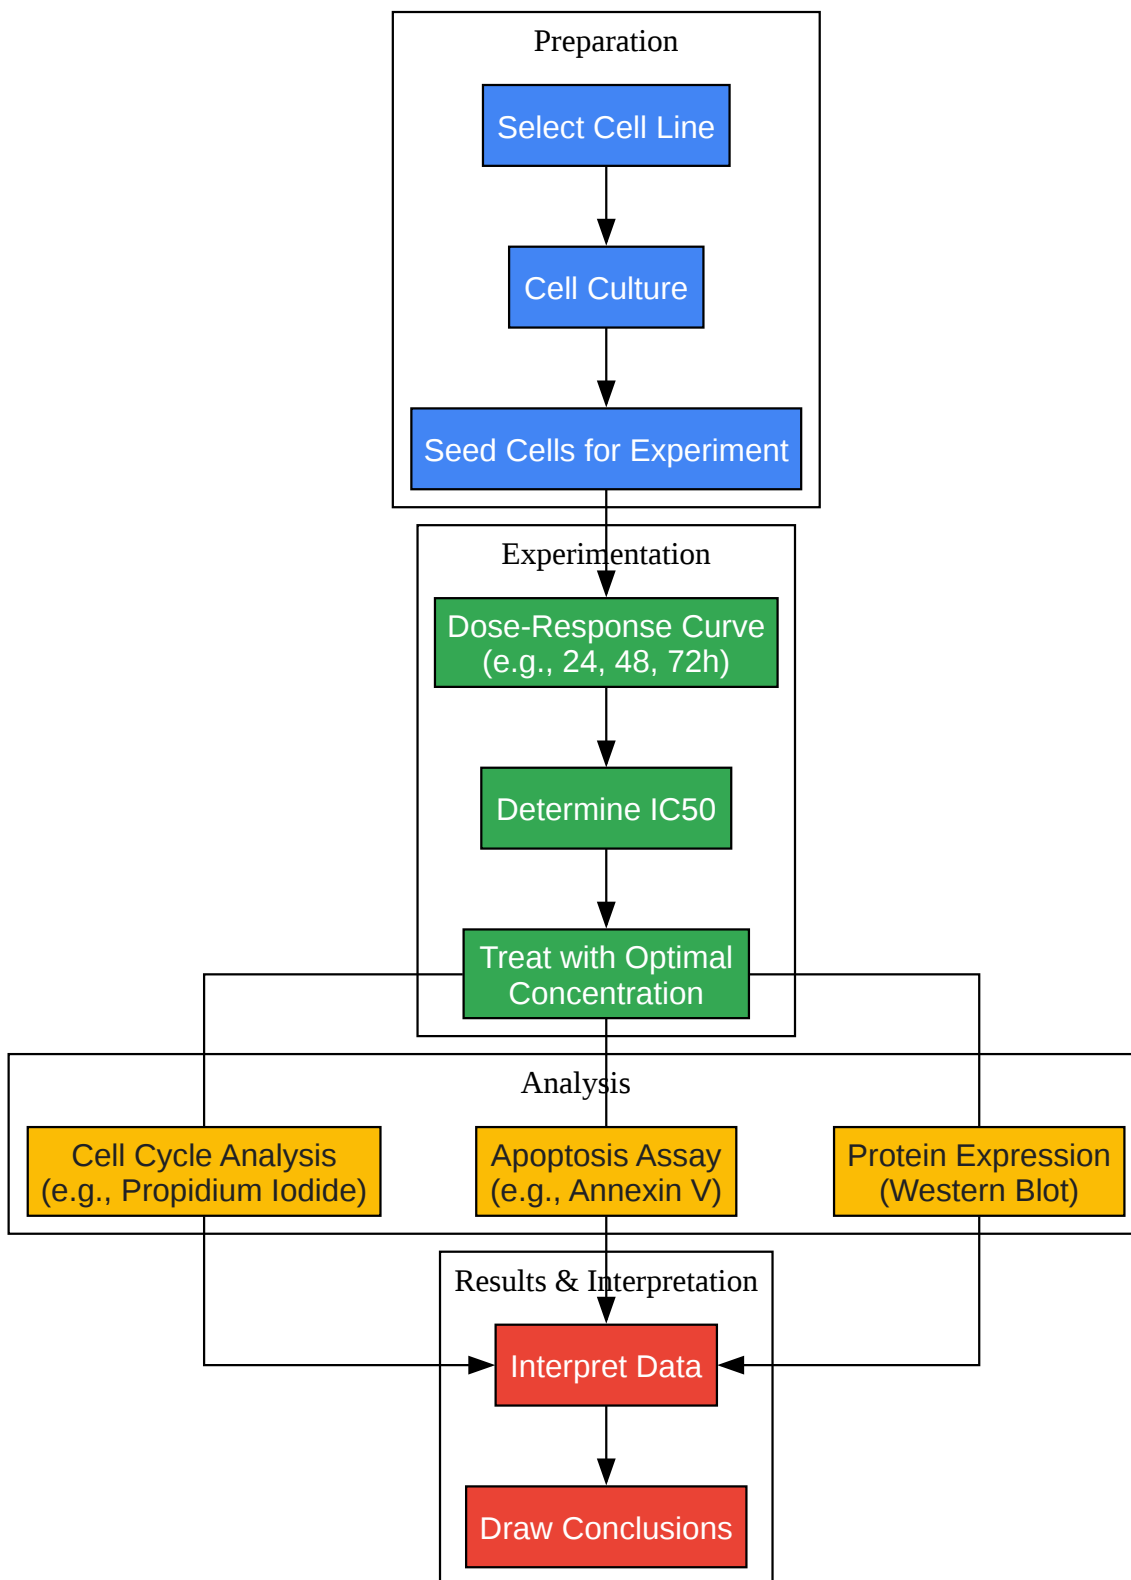 Preparation
Select Cell Line
Cell Culture
Seed Cells for Experiment
Experimentation
Dose-Response Curve
(e.g., 24, 48, 72h)
Determine IC50
Treat with Optimal
Concentration
Analysis
Cell Cycle Analysis
(e.g., Propidium Iodide)
Apoptosis Assay
(e.g., Annexin V)
Protein Expression
(Western Blot)
Results & Interpretation
Interpret Data
Draw Conclusions